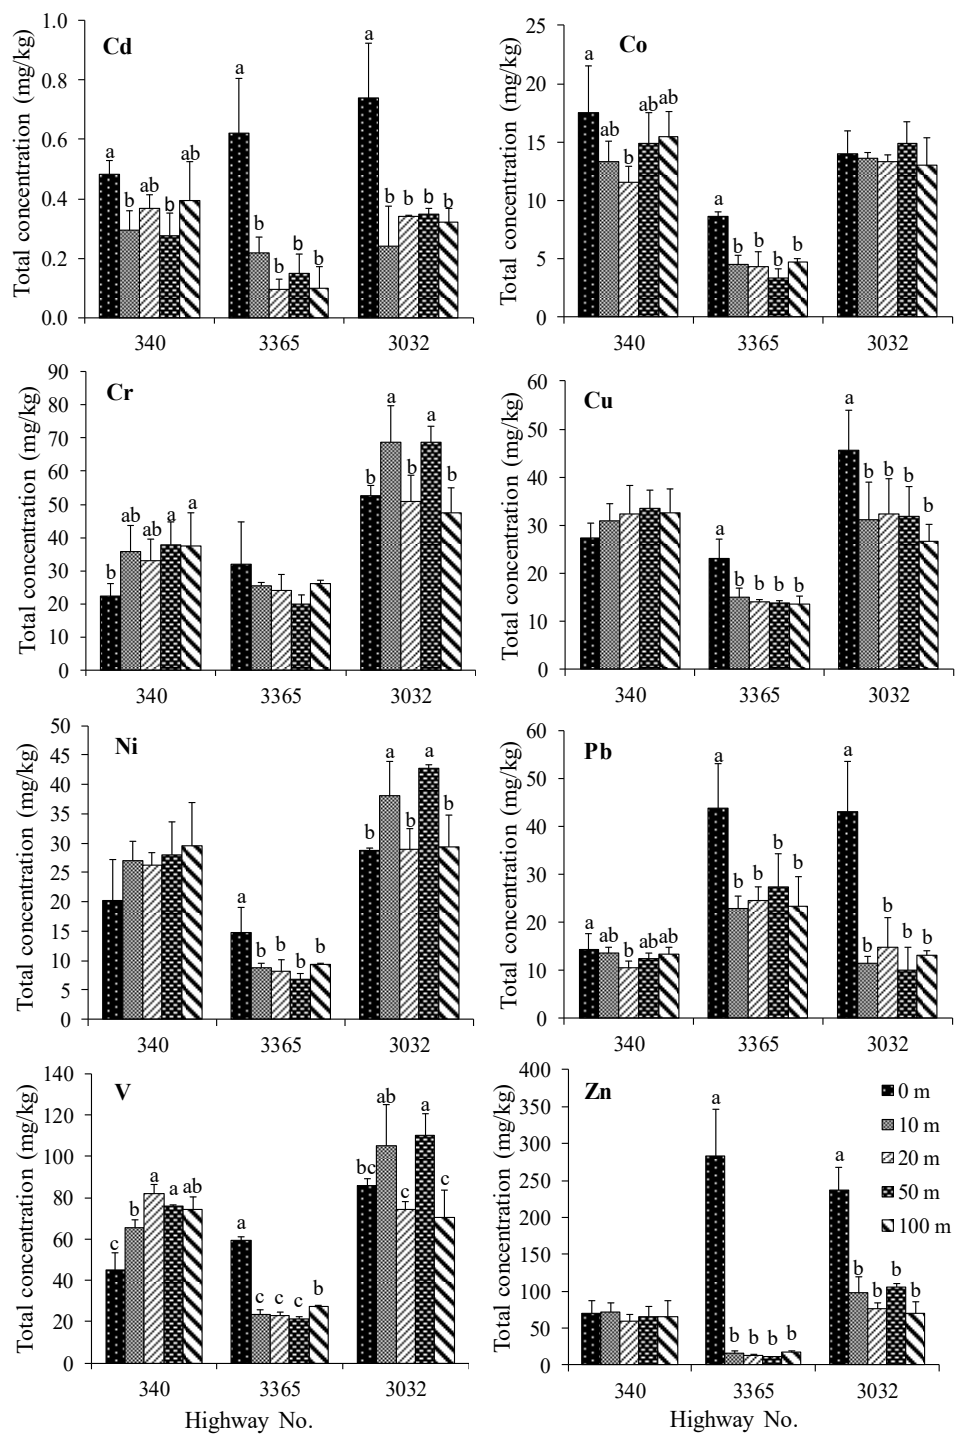 Cd
Total concentration (mg/kg)
1.0
0.8
0.6
0.4
0.2
0.0
a
b
ab
b
ab
a
b
b
b
b
a
b
b
b
b
340
3365
3032
Co
Total concentration (mg/kg)
25
20
15
10
5
0
a
ab
b
ab
ab
a
b
b
b
b
340
3365
3032
Cr
Total concentration (mg/kg)
90
80
70
60
50
40
30
20
10
0
b
ab
ab
a
a
b
a
b
a
b
340
3365
3032
Cu
Total concentration (mg/kg)
60
50
40
30
20
10
0
a
b
b
b
b
a
b
b
b
b
340
3365
3032
Ni
Total concentration (mg/kg)
50
45
40
35
30
25
20
15
10
5
0
a
b
b
b
b
b
a
b
a
b
340
3365
3032
Pb
Total concentration (mg/kg)
60
50
40
30
20
10
0
a
ab
b
ab
ab
a
b
b
b
b
a
b
b
b
b
340
3365
3032
V
Total concentration (mg/kg)
140
120
100
80
60
40
20
0
c
b
a
a
ab
a
c
c
c
b
bc
ab
c
a
c
340
3365
3032
Highway No.
Zn
Total concentration (mg/kg)
400
350
300
250
200
150
100
50
0
a
b
b
b
b
a
b
b
b
b
0 m
10 m
20 m
50 m
100 m
340
3365
3032
Highway No.